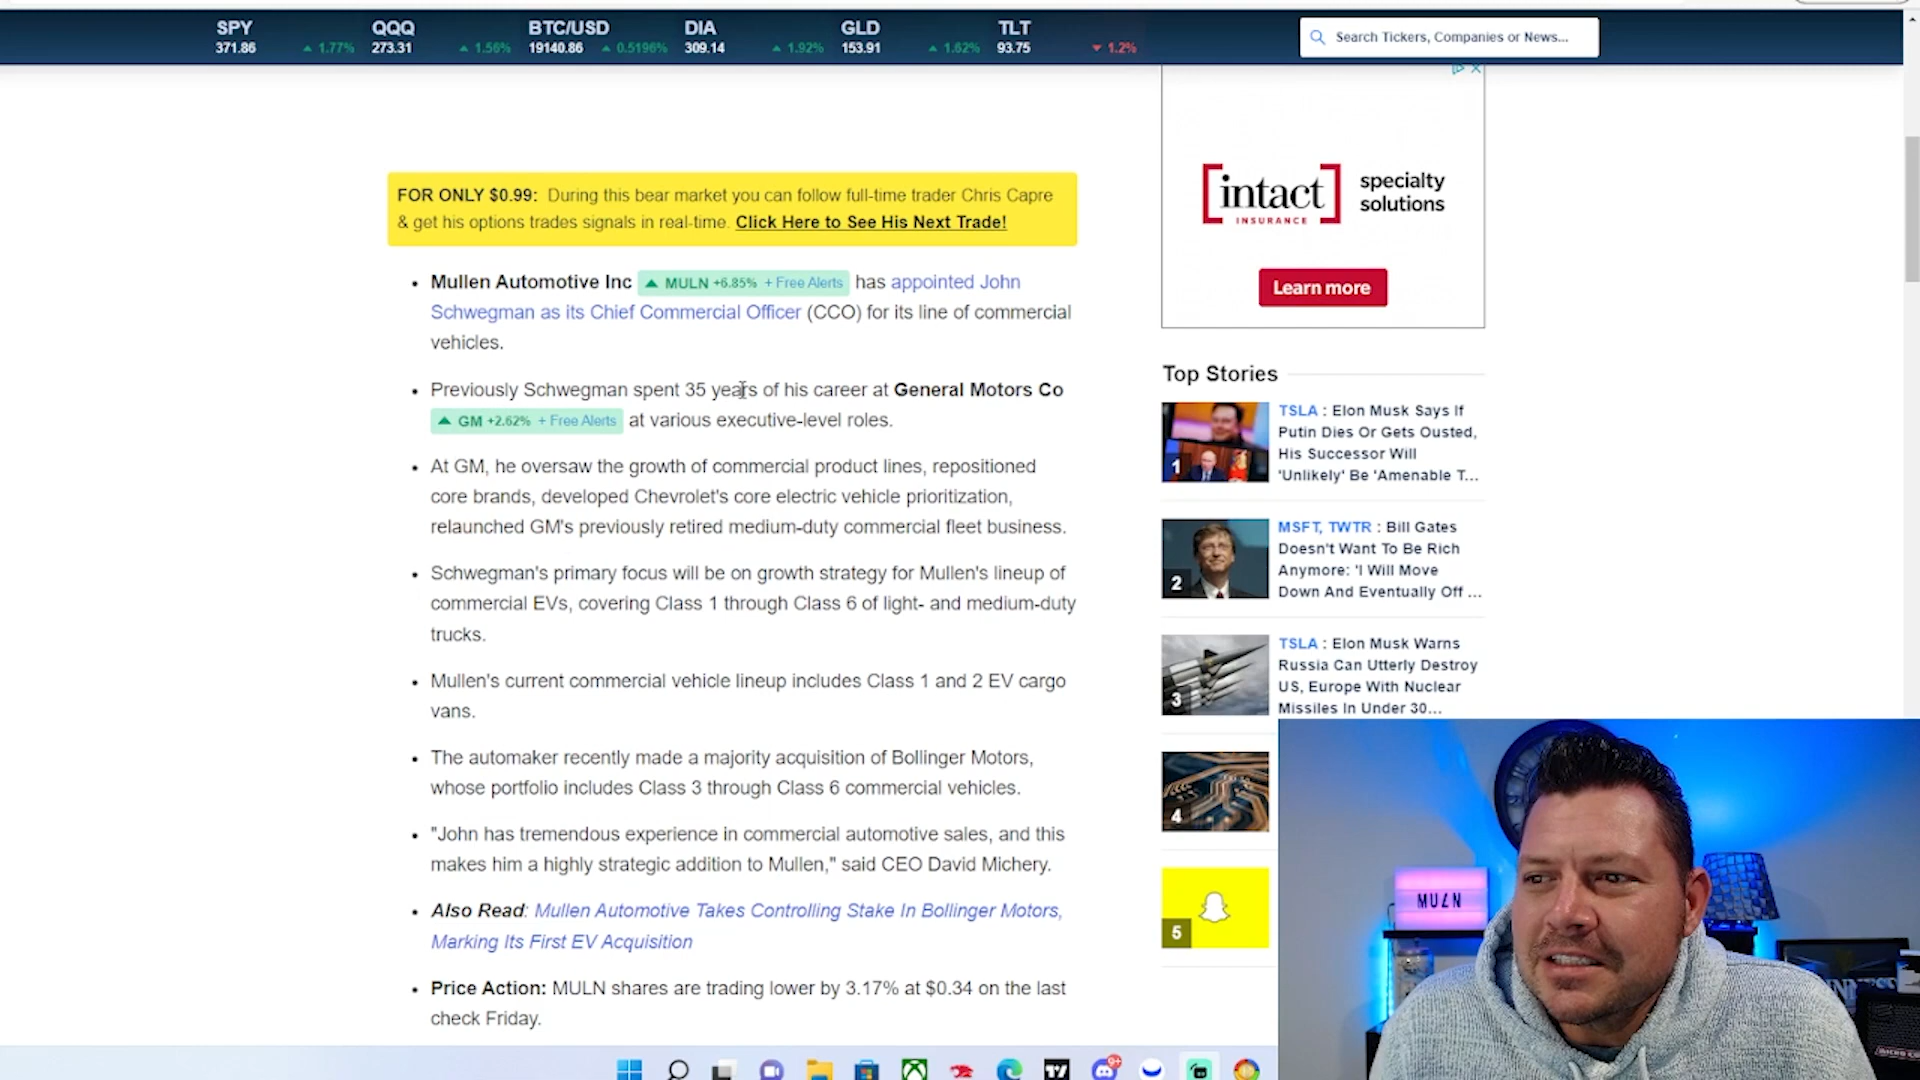 SPY QQQ BTC/USD DIA GLD TLT
371.86 1.77% 273.31 1.56% 19140.86 0.5196% 309.14 1.92% 153.91 1.62% 93.75 1.2%
Search Tickers, Companies or News...
FOR ONLY $0.99: During this bear market you can follow full-time trader Chris Capre
& get his options trades signals in real-time. Click Here to See His Next Trade!
Mullen Automotive Inc MULN +6.85% + Free Alerts has appointed John
Schwegman as its Chief Commercial Officer (CCO) for its line of commercial
vehicles.
Previously Schwegman spent 35 years of his career at General Motors Co
GM +2.62% + Free Alerts at various executive-level roles.
At GM, he oversaw the growth of commercial product lines, repositioned
core brands, developed Chevrolet's core electric vehicle prioritization,
relaunched GM's previously retired medium-duty commercial fleet business.
Schwegman's primary focus will be on growth strategy for Mullen's lineup of
commercial EVs, covering Class 1 through Class 6 of light- and medium-duty
trucks.
Mullen's current commercial vehicle lineup includes Class 1 and 2 EV cargo
vans.
The automaker recently made a majority acquisition of Bollinger Motors,
whose portfolio includes Class 3 through Class 6 commercial vehicles.
"John has tremendous experience in commercial automotive sales, and this
makes him a highly strategic addition to Mullen," said CEO David Michery.
Also Read: Mullen Automotive Takes Controlling Stake In Bollinger Motors,
Marking Its First EV Acquisition
Price Action: MULN shares are trading lower by 3.17% at $0.34 on the last
check Friday.
intact
INSURANCE
specialty
solutions
Learn more
Top Stories
1
TSLA : Elon Musk Says If
Putin Dies Or Gets Ousted,
His Successor Will
'Unlikely' Be 'Amenable T...
2
MSFT, TWTR : Bill Gates
Doesn't Want To Be Rich
Anymore: 'I Will Move
Down And Eventually Off ...
3
TSLA : Elon Musk Warns
Russia Can Utterly Destroy
US, Europe With Nuclear
Missiles In Under 30...
4
5
MULN
9+